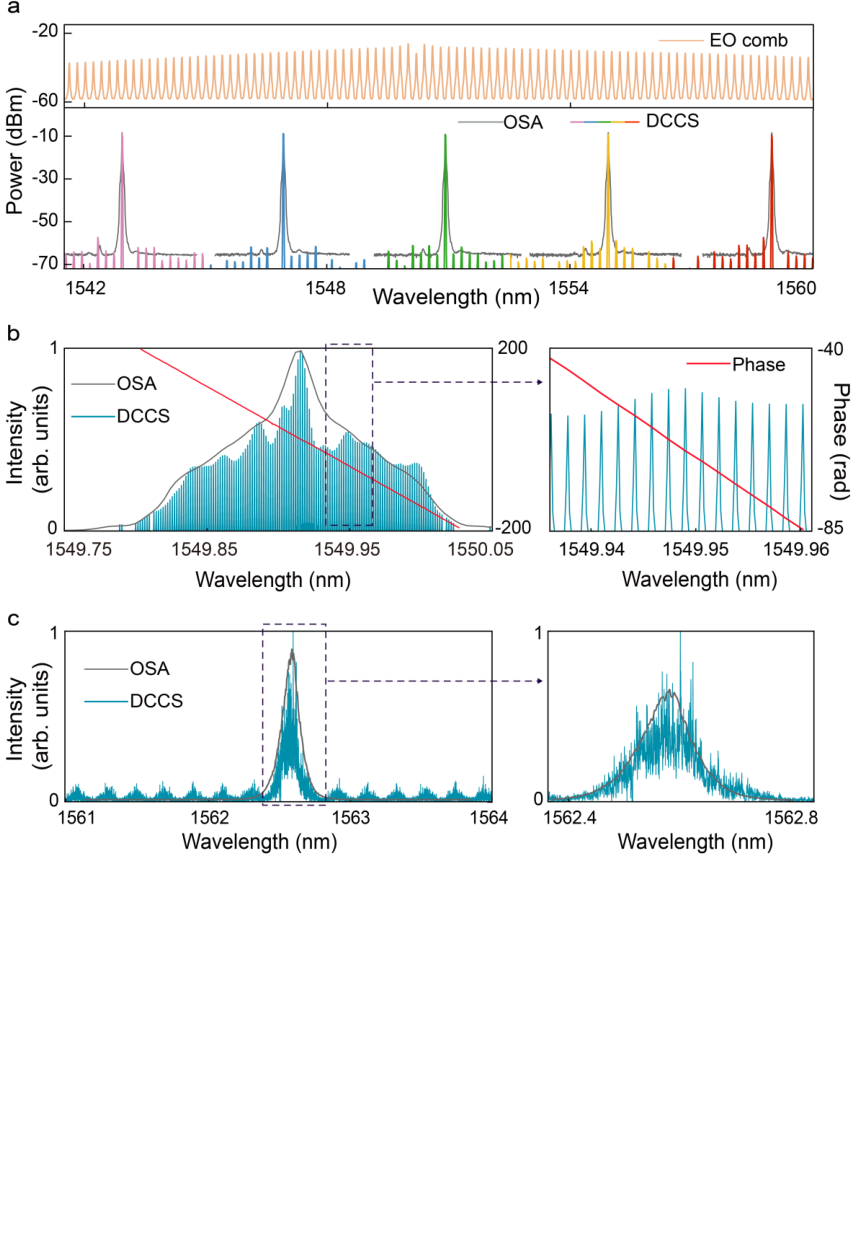 a
-20
EO comb
-60
OSA
DCCS
-10
-30
-50
-70
Power (dBm)
1542
1548
1554
1560
Wavelength (nm)
b
1
OSA
DCCS
0
Intensity
(arb. units)
200
-200
1549.75
1549.85
1549.95
1550.05
Wavelength (nm)
Phase
-40
-85
Phase (rad)
1549.94
1549.95
1549.96
Wavelength (nm)
c
1
OSA
DCCS
0
Intensity
(arb. units)
1561
1562
1563
1564
Wavelength (nm)
1
0
1562.4
1562.8
Wavelength (nm)